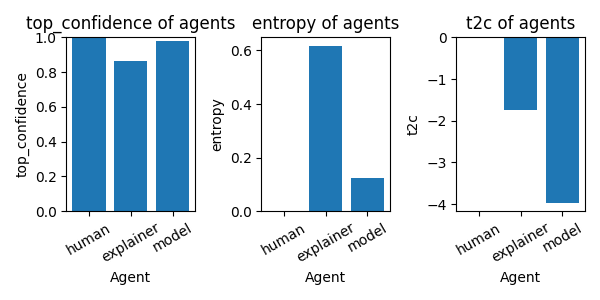 top_confidence of agents
top_confidence
1.0
0.8
0.6
0.4
0.2
0.0
human
explainer
model
Agent
entropy of agents
entropy
0.6
0.4
0.2
0.0
human
explainer
model
Agent
t2c of agents
t2c
0
−1
−2
−3
−4
human
explainer
model
Agent